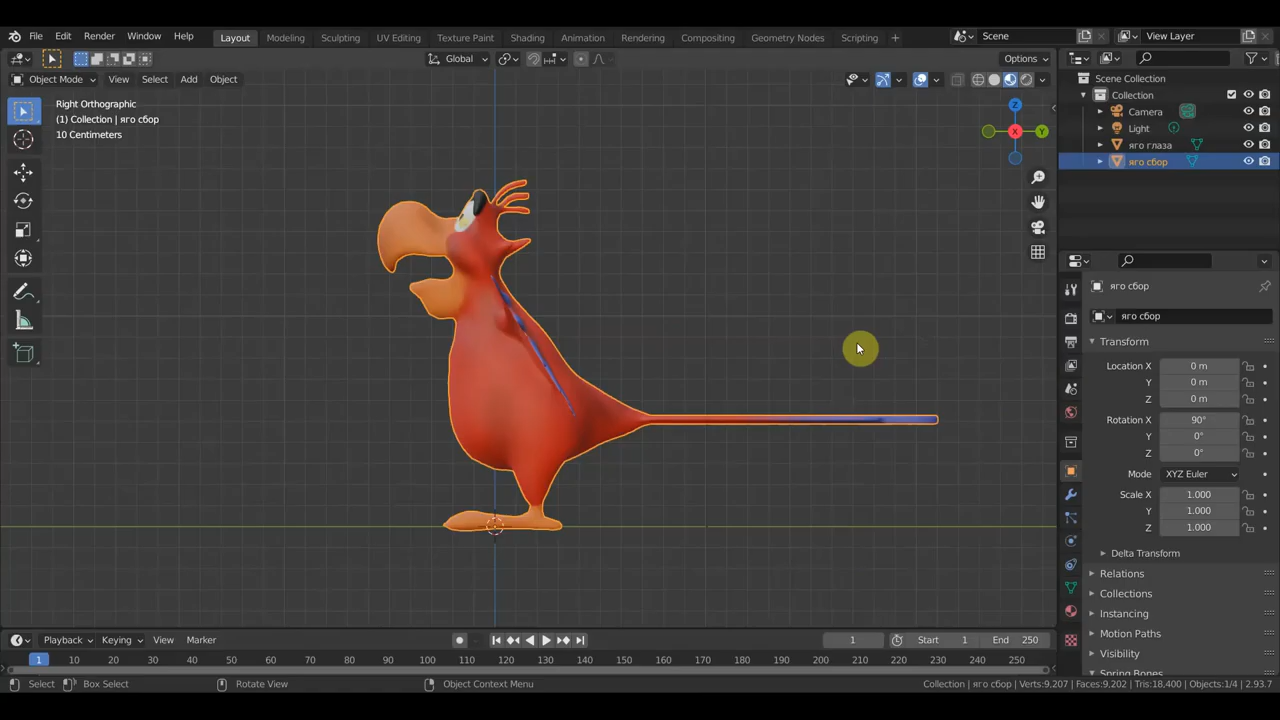 File Edit Render Window Help Layout Modeling Sculpting UV Editing Texture Paint Shading Animation Rendering Compositing Geometry Nodes Scripting + Scene View Layer
Global Options
Object Mode View Select Add Object
Right Orthographic
(1) Collection | яго сбор
10 Centimeters
Z
X
Y
Scene Collection
Collection
Camera
Light
яго глаза
яго сбор
яго сбор
яго сбор
Transform
Location X 0 m
Y 0 m
Z 0 m
Rotation X 90°
Y 0°
Z 0°
Mode XYZ Euler
Scale X 1.000
Y 1.000
Z 1.000
Delta Transform
Relations
Collections
Instancing
Motion Paths
Visibility
Spring Bones
Playback Keying View Marker 1 Start 1 End 250
1 10 20 30 40 50 60 70 80 90 100 110 120 130 140 150 160 170 180 190 200 210 220 230 240 250
Select Box Select Rotate View Object Context Menu Collection | яго сбор | Verts:9,207 | Faces:9,202 | Tris:18,400 | Objects:1/4 | 2.93.7